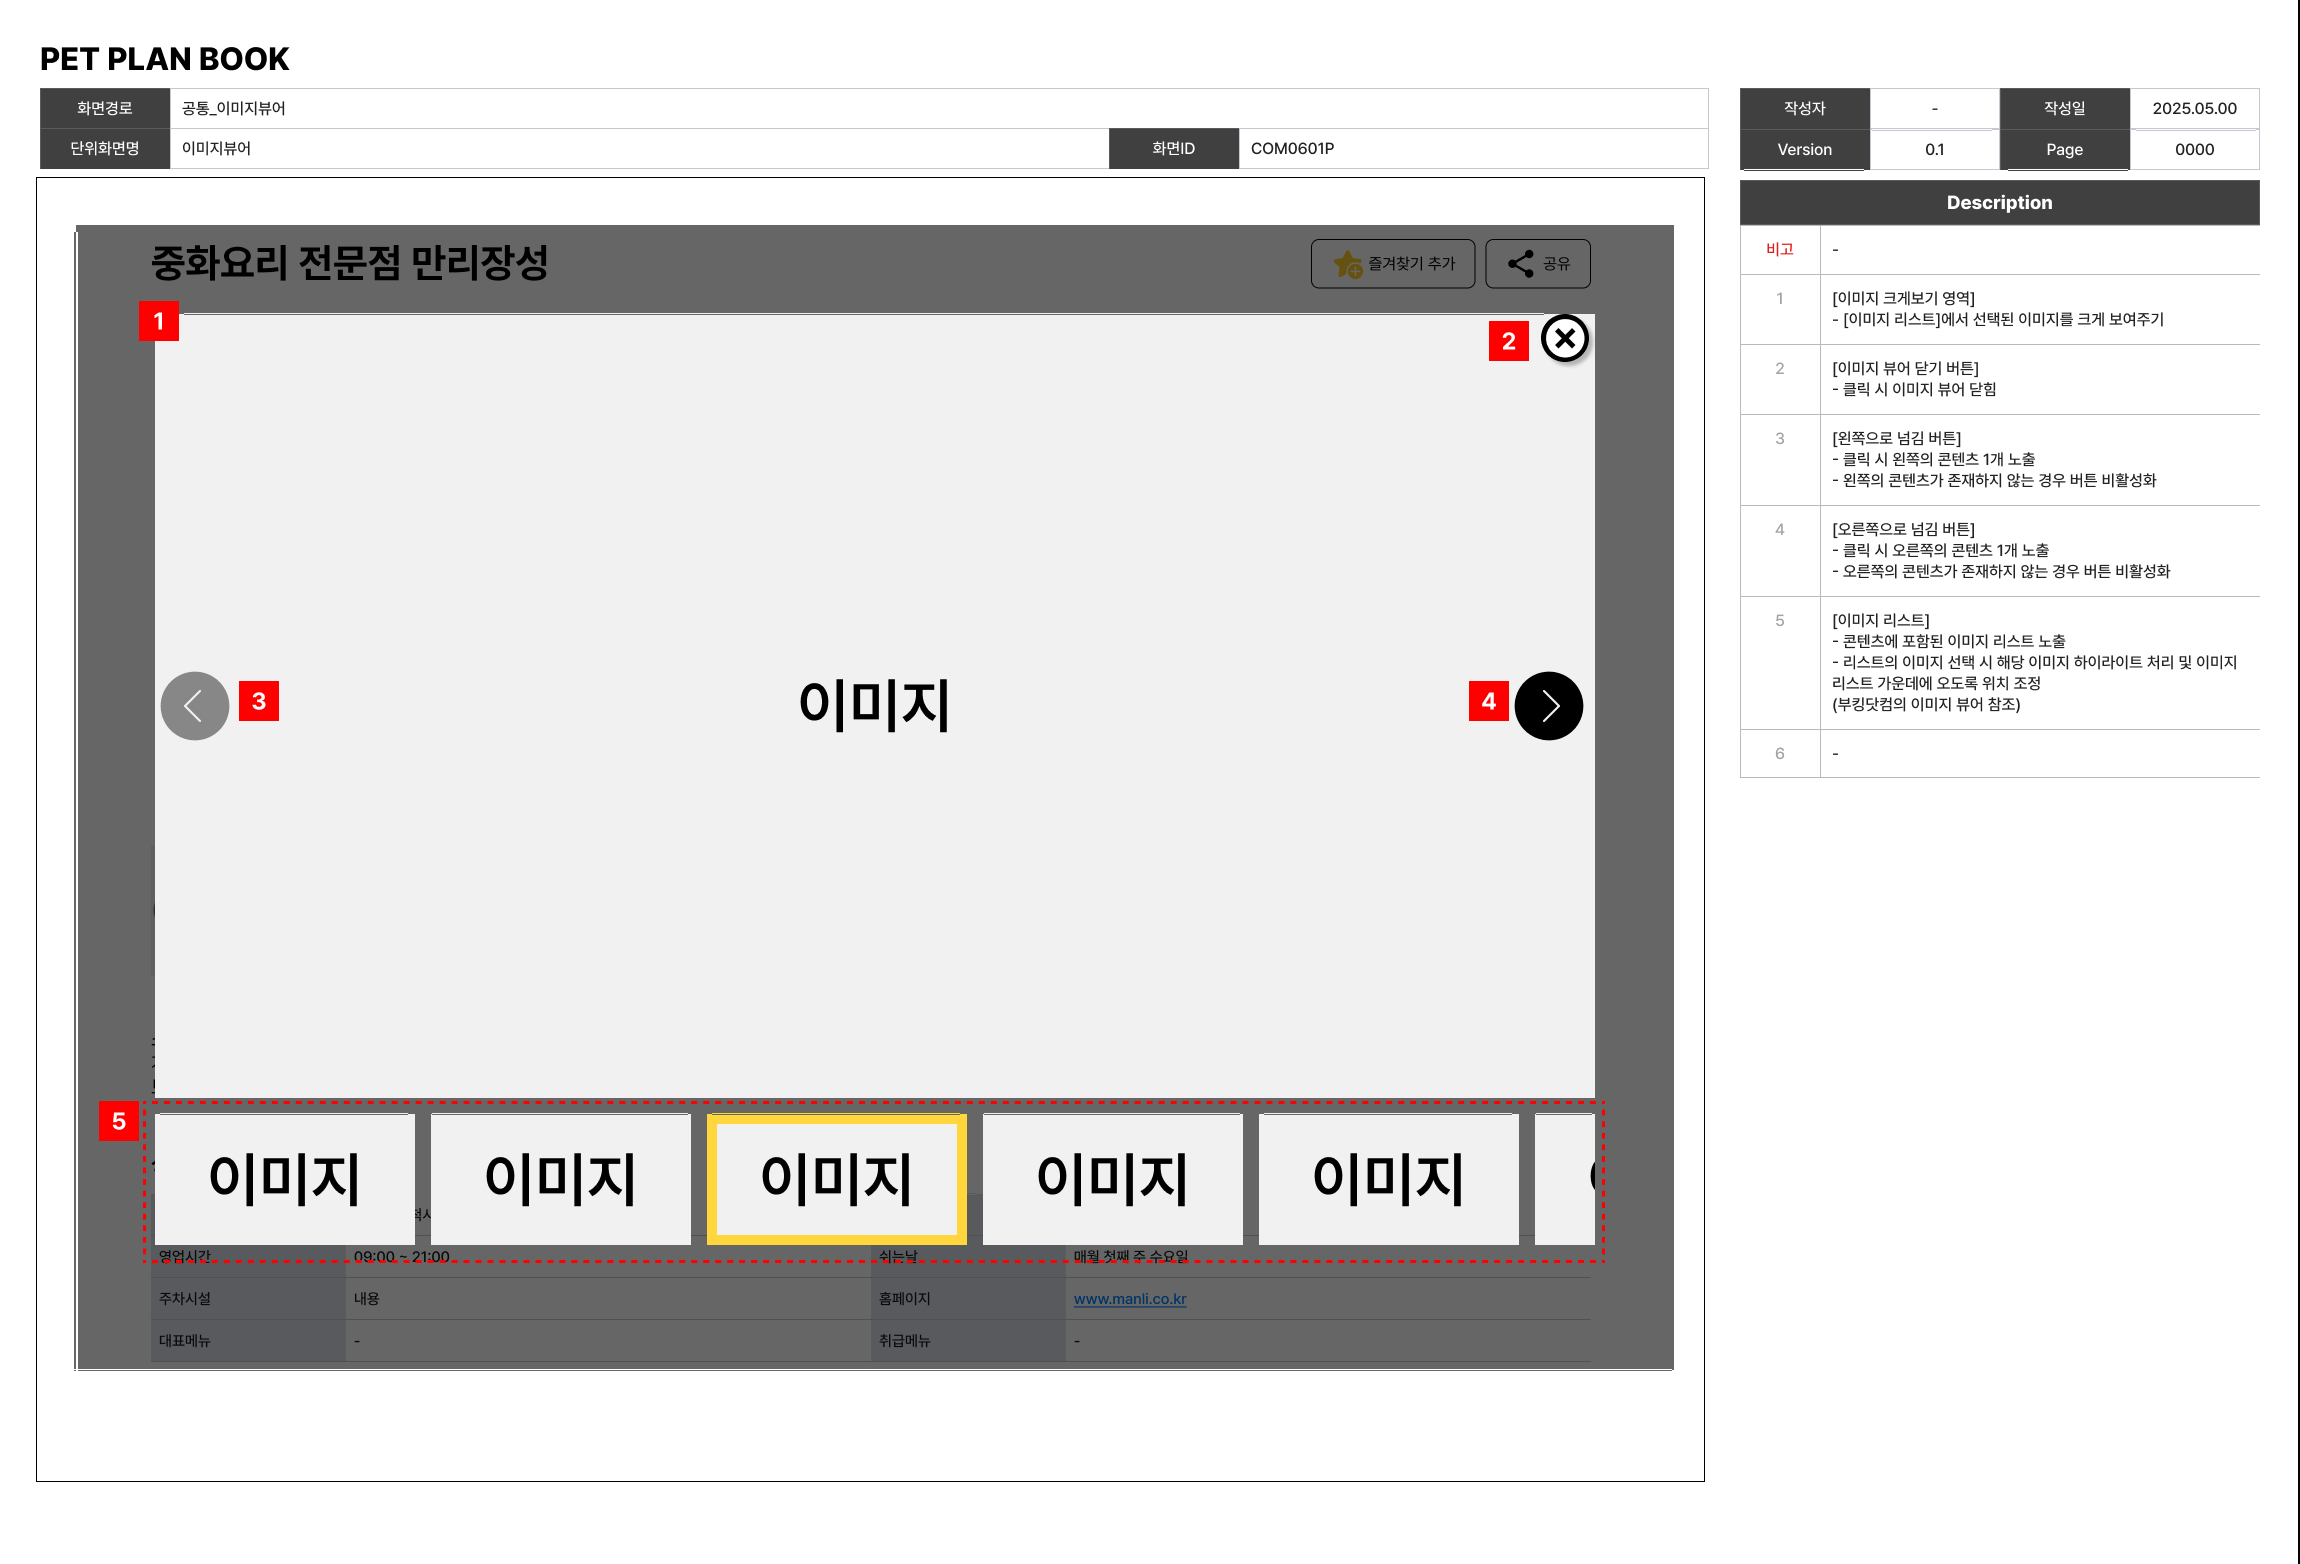 PET PLAN BOOK
화면경로 공통_이미지뷰어
단위화면명 이미지뷰어 화면ID COM0601P
작성자 - 작성일 2025.05.00
Version 0.1 Page 0000
중화요리 전문점 만리장성
즐겨찾기 추가 공유
1
2
3
이미지
4
5
이미지 이미지 이미지 이미지 이미지
영업시간 09:00 ~ 21:00 쉬는날 매월 첫째 주 수요일
주차시설 내용 홈페이지 www.manli.co.kr
대표메뉴 - 취급메뉴 -
Description
비고 -
1 [이미지 크게보기 영역]
- [이미지 리스트]에서 선택된 이미지를 크게 보여주기
2 [이미지 뷰어 닫기 버튼]
- 클릭 시 이미지 뷰어 닫힘
3 [왼쪽으로 넘김 버튼]
- 클릭 시 왼쪽의 콘텐츠 1개 노출
- 왼쪽의 콘텐츠가 존재하지 않는 경우 버튼 비활성화
4 [오른쪽으로 넘김 버튼]
- 클릭 시 오른쪽의 콘텐츠 1개 노출
- 오른쪽의 콘텐츠가 존재하지 않는 경우 버튼 비활성화
5 [이미지 리스트]
- 콘텐츠에 포함된 이미지 리스트 노출
- 리스트의 이미지 선택 시 해당 이미지 하이라이트 처리 및 이미지
리스트 가운데에 오도록 위치 조정
(부킹닷컴의 이미지 뷰어 참조)
6 -